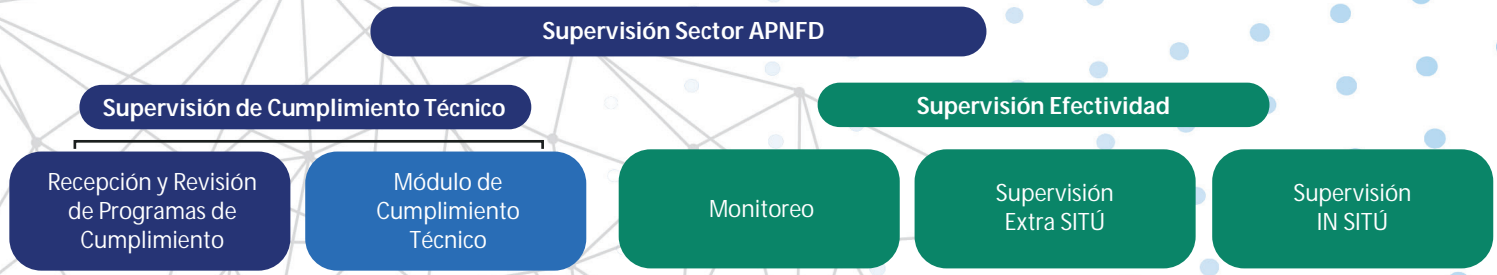 Supervisión Sector APNFD
Supervisión de Cumplimiento Técnico
Supervisión Efectividad
Recepción y Revisión
de Programas de
Cumplimiento
Módulo de
Cumplimiento
Técnico
Monitoreo
Supervisión
Extra SITÚ
Supervisión
IN SITÚ